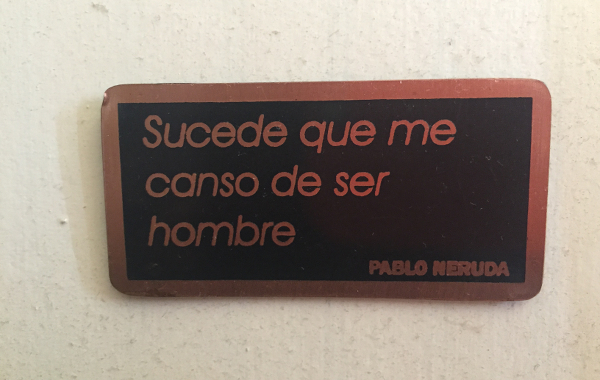 Sucede que me
canso de ser
hombre
PABLO NERUDA